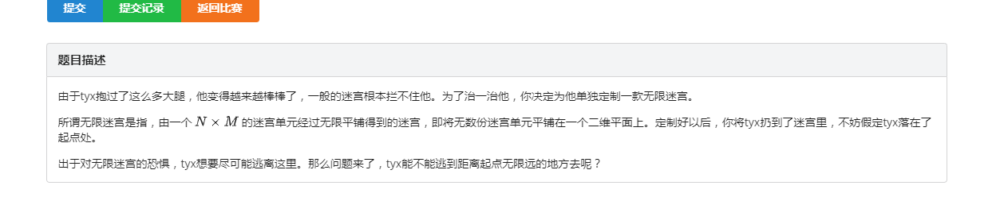 提交 提交记录 返回比赛
题目描述
由于tyx抱过了这么多大腿，他变得越来越棒棒了，一般的迷宫根本拦不住他。为了治一治他，你决定为他单独定制一款无限迷宫。
所谓无限迷宫是指，由一个 N × M 的迷宫单元经过无限平铺得到的迷宫，即将无数份迷宫单元平铺在一个二维平面上。定制好以后，你将tyx扔到了迷宫里，不妨假定tyx落在了
起点处。
出于对无限迷宫的恐惧，tyx想要尽可能逃离这里。那么问题来了，tyx能不能逃到距离起点无限远的地方去呢？